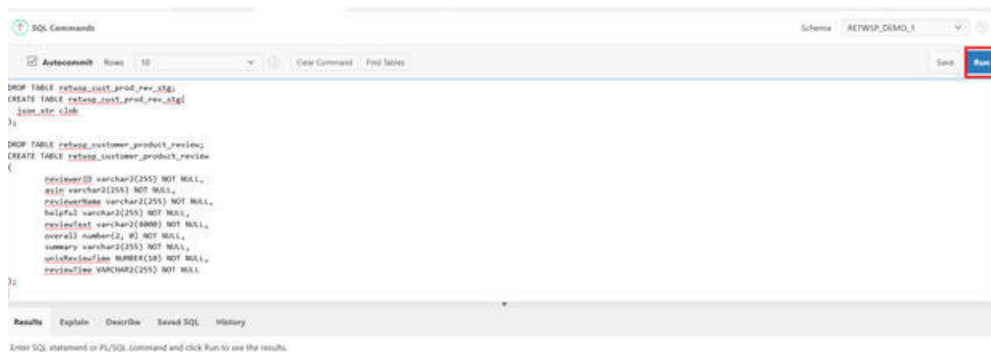 SQL Commands Schema RETWSP_DEMO_1
Autocommit Rows 10 Clear Command Find Tables Save Run
DROP TABLE retwsp_cust_prod_rev_stg;
CREATE TABLE retwsp_cust_prod_rev_stg(
json_str clob
);
DROP TABLE retwsp_customer_product_review;
CREATE TABLE retwsp_customer_product_review
(
reviewerID varchar2(255) NOT NULL,
asin varchar2(255) NOT NULL,
reviewerName varchar2(255) NOT NULL,
helpful varchar2(255) NOT NULL,
reviewText varchar2(4000) NOT NULL,
overall number(2, 0) NOT NULL,
summary varchar2(255) NOT NULL,
unixReviewTime NUMBER(10) NOT NULL,
reviewTime VARCHAR2(255) NOT NULL
);
Results Explain Describe Saved SQL History
Enter SQL statement or PL/SQL command and click Run to see the results.